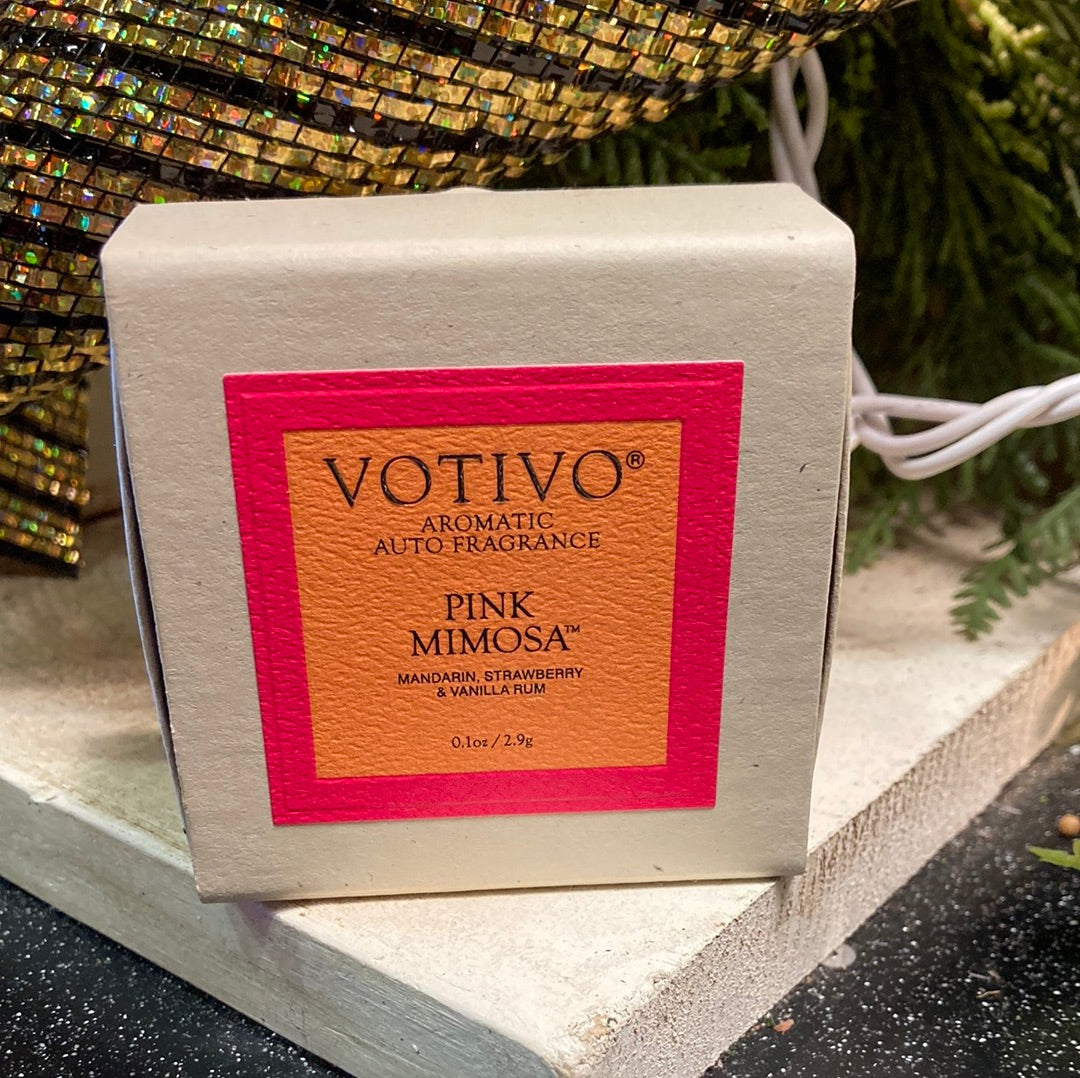 VOTIVO®
AROMATIC
AUTO FRAGRANCE
PINK
MIMOSA™
MANDARIN, STRAWBERRY
& VANILLA RUM
0.1oz / 2.9g